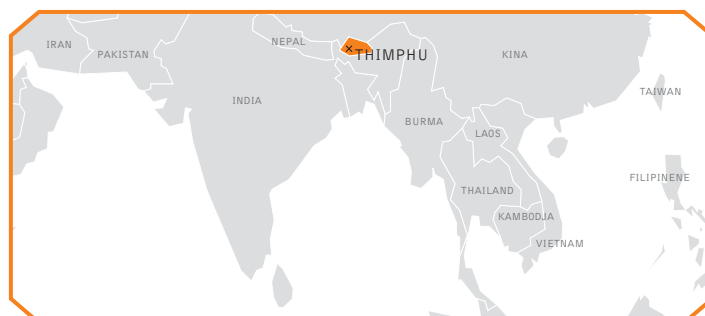 NEPAL
IRAN
PAKISTAN
THIMPHU
KINA
TAIWAN
INDIA
BURMA
LAOS
FILIPINENE
THAILAND
KAMBODJA
VIETNAM